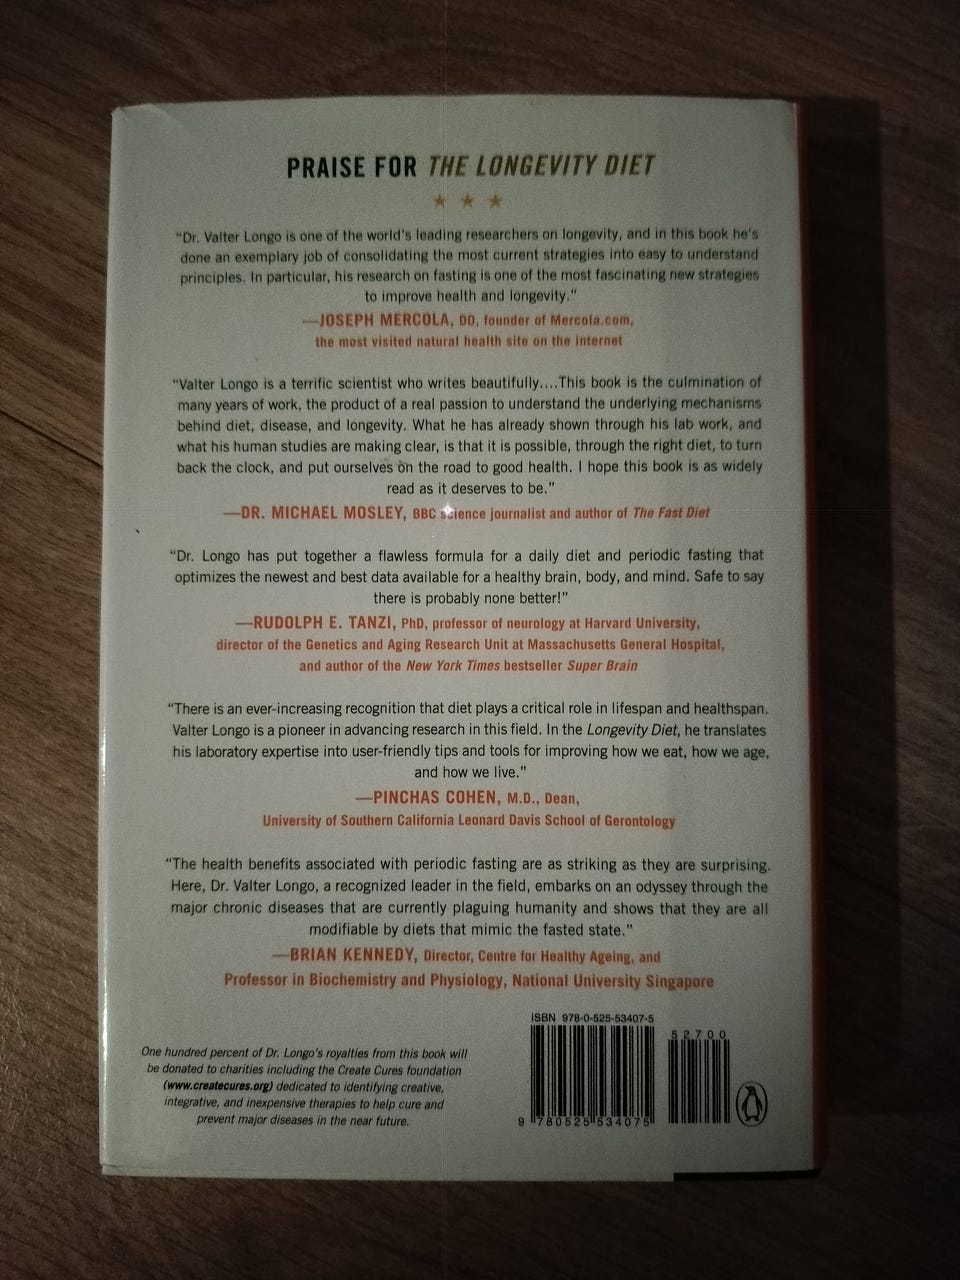 PRAISE FOR THE LONGEVITY DIET
"Dr. Valter Longo is one of the world's leading researchers on longevity, and in this book he's
done an exemplary job of consolidating the most current strategies into easy to understand
principles. In particular, his research on fasting is one of the most fascinating new strategies
to improve health and longevity."
—JOSEPH MERCOLA, DO, founder of Mercola.com,
the most visited natural health site on the internet
"Valter Longo is a terrific scientist who writes beautifully....This book is the culmination of
many years of work, the product of a real passion to understand the underlying mechanisms
behind diet, disease, and longevity. What he has already shown through his lab work, and
what his human studies are making clear, is that it is possible, through the right diet, to turn
back the clock, and put ourselves on the road to good health. I hope this book is as widely
read as it deserves to be."
—DR. MICHAEL MOSLEY, BBC science journalist and author of The Fast Diet
"Dr. Longo has put together a flawless formula for a daily diet and periodic fasting that
optimizes the newest and best data available for a healthy brain, body, and mind. Safe to say
there is probably none better!"
—RUDOLPH E. TANZI, PhD, professor of neurology at Harvard University,
director of the Genetics and Aging Research Unit at Massachusetts General Hospital,
and author of the New York Times bestseller Super Brain
"There is an ever-increasing recognition that diet plays a critical role in lifespan and healthspan.
Valter Longo is a pioneer in advancing research in this field. In the Longevity Diet, he translates
his laboratory expertise into user-friendly tips and tools for improving how we eat, how we age,
and how we live."
—PINCHAS COHEN, M.D., Dean,
University of Southern California Leonard Davis School of Gerontology
"The health benefits associated with periodic fasting are as striking as they are surprising.
Here, Dr. Valter Longo, a recognized leader in the field, embarks on an odyssey through the
major chronic diseases that are currently plaguing humanity and shows that they are all
modifiable by diets that mimic the fasted state."
—BRIAN KENNEDY, Director, Centre for Healthy Ageing, and
Professor in Biochemistry and Physiology, National University Singapore
One hundred percent of Dr. Longo's royalties from this book will
be donated to charities including the Create Cures foundation
(www.createcures.org) dedicated to identifying creative,
integrative, and inexpensive therapies to help cure and
prevent major diseases in the near future.
ISBN 978-0-525-53407-5
52700
9 780525 534075